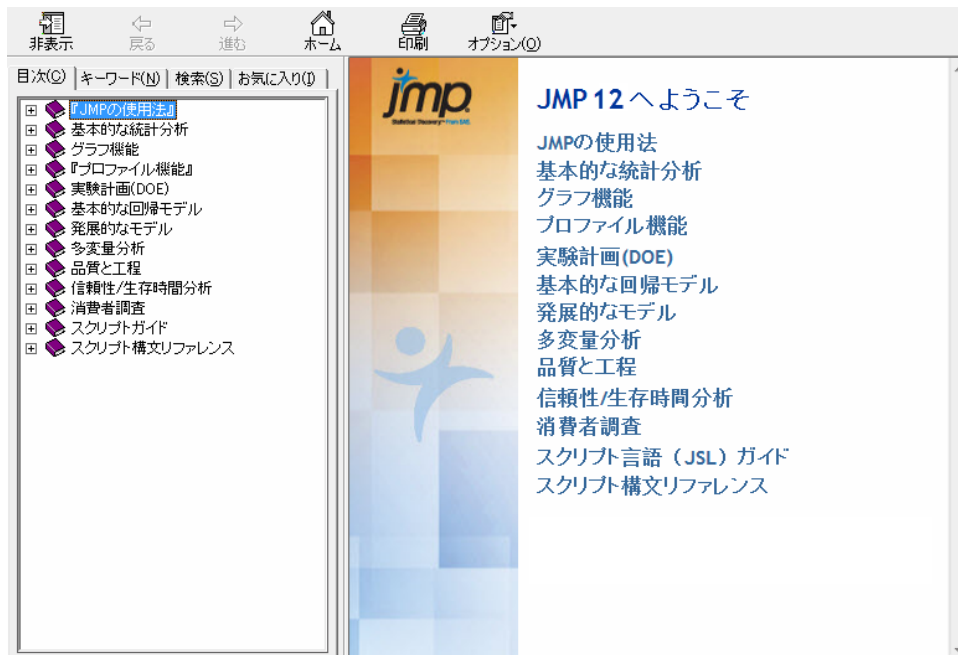 非表示 戻る 進む ホーム 印刷 オプション(O)
目次(C) キーワード(N) 検索(S) お気に入り(I)
『JMPの使用法』
基本的な統計分析
グラフ機能
『プロファイル機能』
実験計画(DOE)
基本的な回帰モデル
発展的なモデル
多変量分析
品質と工程
信頼性/生存時間分析
消費者調査
スクリプトガイド
スクリプト構文リファレンス
jmp
Statistical Discovery.™ From SAS.
JMP 12 へようこそ
JMPの使用法
基本的な統計分析
グラフ機能
プロファイル機能
実験計画(DOE)
基本的な回帰モデル
発展的なモデル
多変量分析
品質と工程
信頼性/生存時間分析
消費者調査
スクリプト言語（JSL）ガイド
スクリプト構文リファレンス